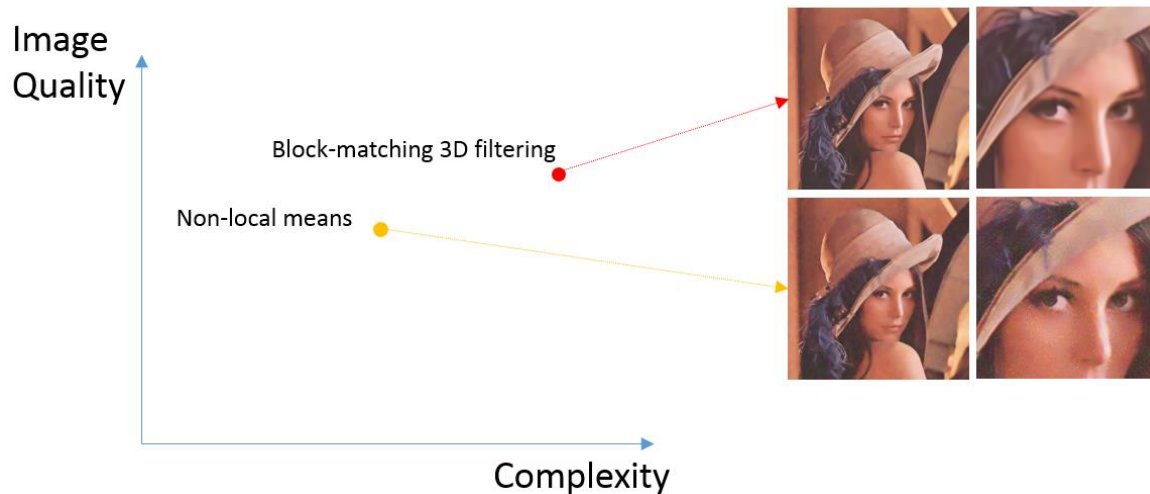 Image
Quality
Block-matching 3D filtering
Non-local means
Complexity